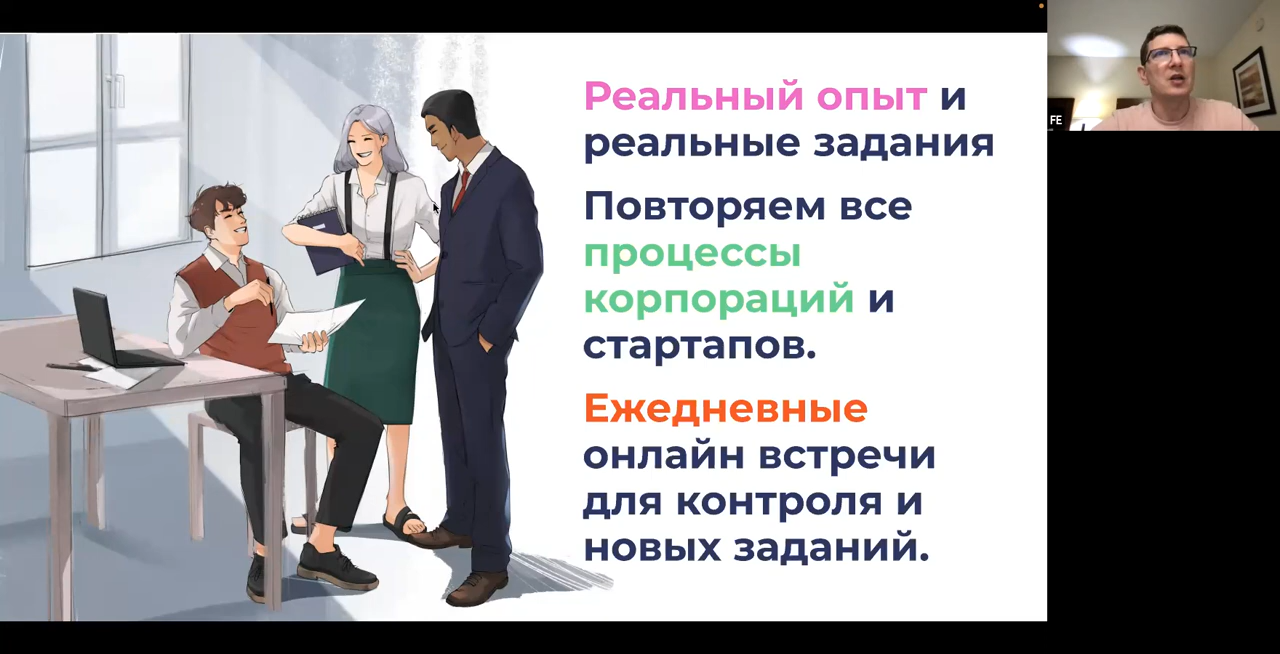 Реальный опыт и
реальные задания
Повторяем все
процессы
корпораций и
стартапов.
Ежедневные
онлайн встречи
для контроля и
новых заданий.
FE